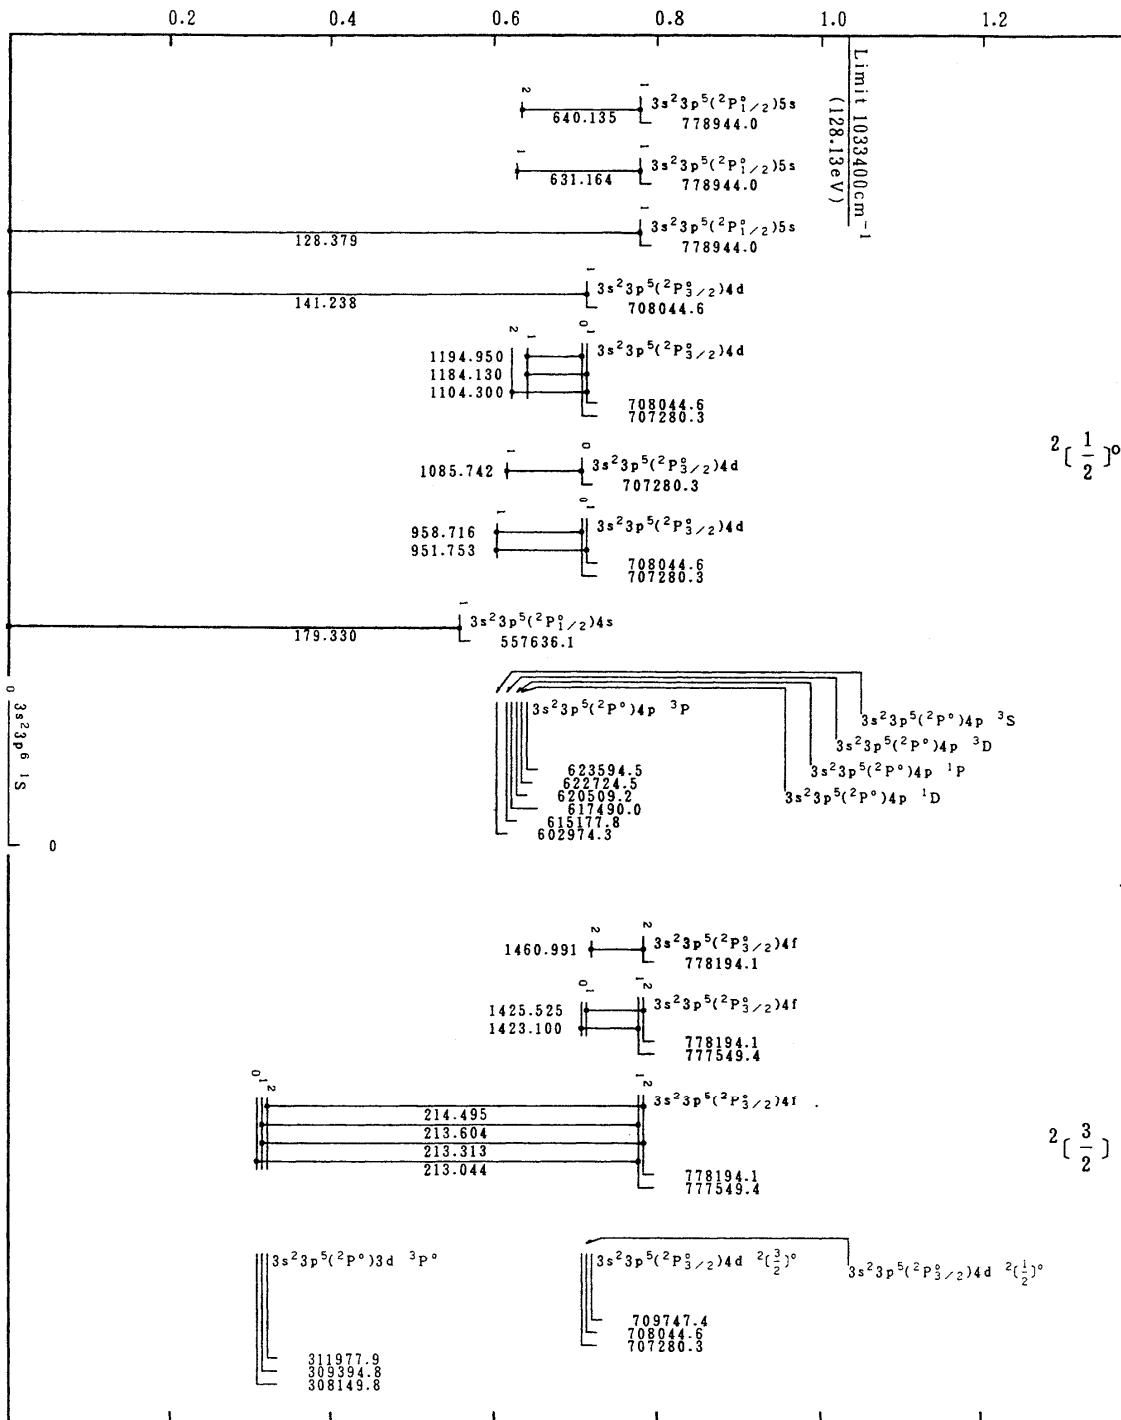 0.2 0.4 0.6 0.8 1.0 1.2
Limit 1033400cm⁻¹
(128.13eV)
2 1 3s²3p⁵(²P°₁/₂)5s
640.135 778944.0
1 1 3s²3p⁵(²P°₁/₂)5s
631.164 778944.0
1 3s²3p⁵(²P°₁/₂)5s
128.379 778944.0
1 3s²3p⁵(²P°₃/₂)4d
141.238 708044.6
2 1 0 1 3s²3p⁵(²P°₃/₂)4d
1194.950
1184.130
1104.300
708044.6
707280.3
1 0 3s²3p⁵(²P°₃/₂)4d
1085.742
707280.3
²[1/2]°
1 0 1 3s²3p⁵(²P°₃/₂)4d
958.716
951.753
708044.6
707280.3
1 3s²3p⁵(²P°₁/₂)4s
179.330 557636.1
0 3s²3p⁶ ¹S
0
3s²3p⁵(²P°)4p ³P
3s²3p⁵(²P°)4p ³S
3s²3p⁵(²P°)4p ³D
3s²3p⁵(²P°)4p ¹P
3s²3p⁵(²P°)4p ¹D
623594.5
622724.5
620509.2
617490.0
615177.8
602974.3
2 2 3s²3p⁵(²P°₃/₂)4f
1460.991
778194.1
0 1 1 2 3s²3p⁵(²P°₃/₂)4f
1425.525
1423.100
778194.1
777549.4
0 1 2 1 2 3s²3p⁵(²P°₃/₂)4f
214.495
213.604
213.313
213.044
778194.1
777549.4
²[3/2]
3s²3p⁵(²P°)3d ³P°
3s²3p⁵(²P°₃/₂)4d ²[3/2]°
3s²3p⁵(²P°₃/₂)4d ²[1/2]°
709747.4
708044.6
707280.3
311977.9
309394.8
308149.8